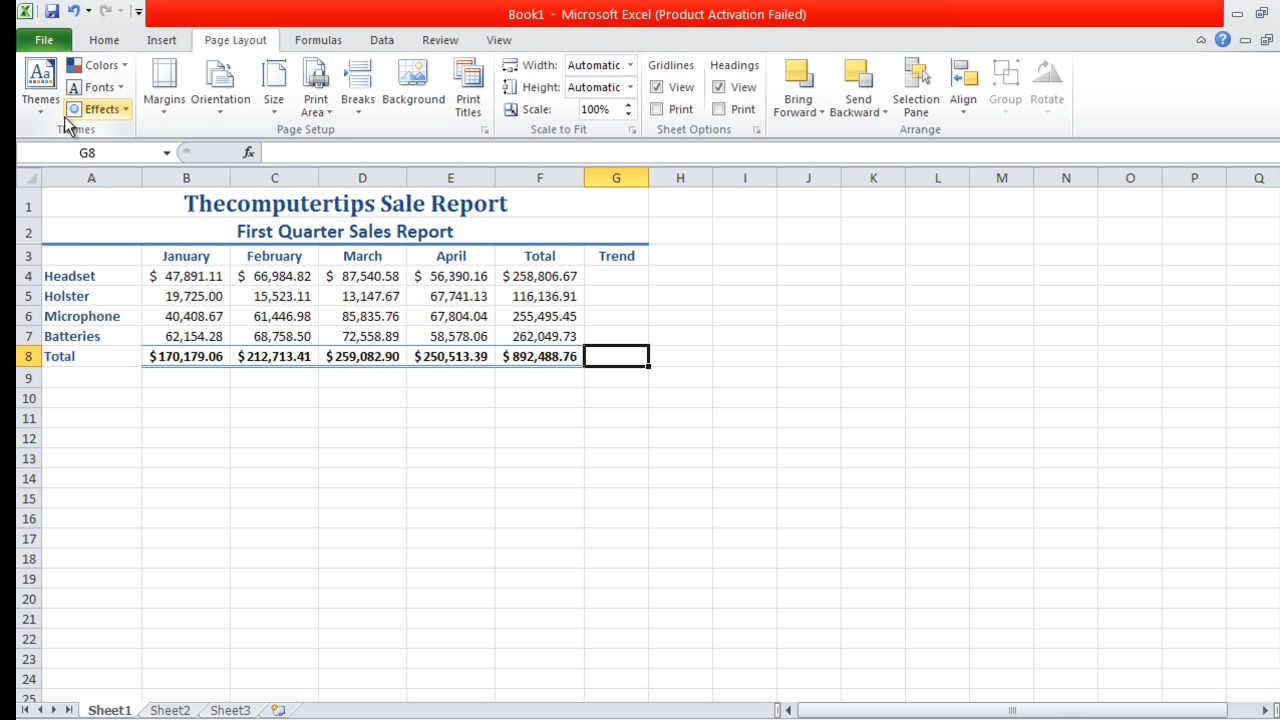 Book1 - Microsoft Excel (Product Activation Failed)
File Home Insert Page Layout Formulas Data Review View
Themes Colors Fonts Effects Margins Orientation Size Print Area Breaks Background Print Titles Width: Automatic Height: Automatic Scale: 100% Gridlines View Print Headings View Print Bring Forward Send Backward Selection Pane Align Group Rotate
Themes Page Setup Scale to Fit Sheet Options Arrange
G8 fx
A B C D E F G H I J K L M N O P Q
1 Thecomputertips Sale Report
2 First Quarter Sales Report
3 January February March April Total Trend
4 Headset $ 47,891.11 $ 66,984.82 $ 87,540.58 $ 56,390.16 $ 258,806.67
5 Holster 19,725.00 15,523.11 13,147.67 67,741.13 116,136.91
6 Microphone 40,408.67 61,446.98 85,835.76 67,804.04 255,495.45
7 Batteries 62,154.28 68,758.50 72,558.89 58,578.06 262,049.73
8 Total $170,179.06 $212,713.41 $259,082.90 $250,513.39 $892,488.76
9
10
11
12
13
14
15
16
17
18
19
20
21
22
23
24
25
Sheet1 Sheet2 Sheet3